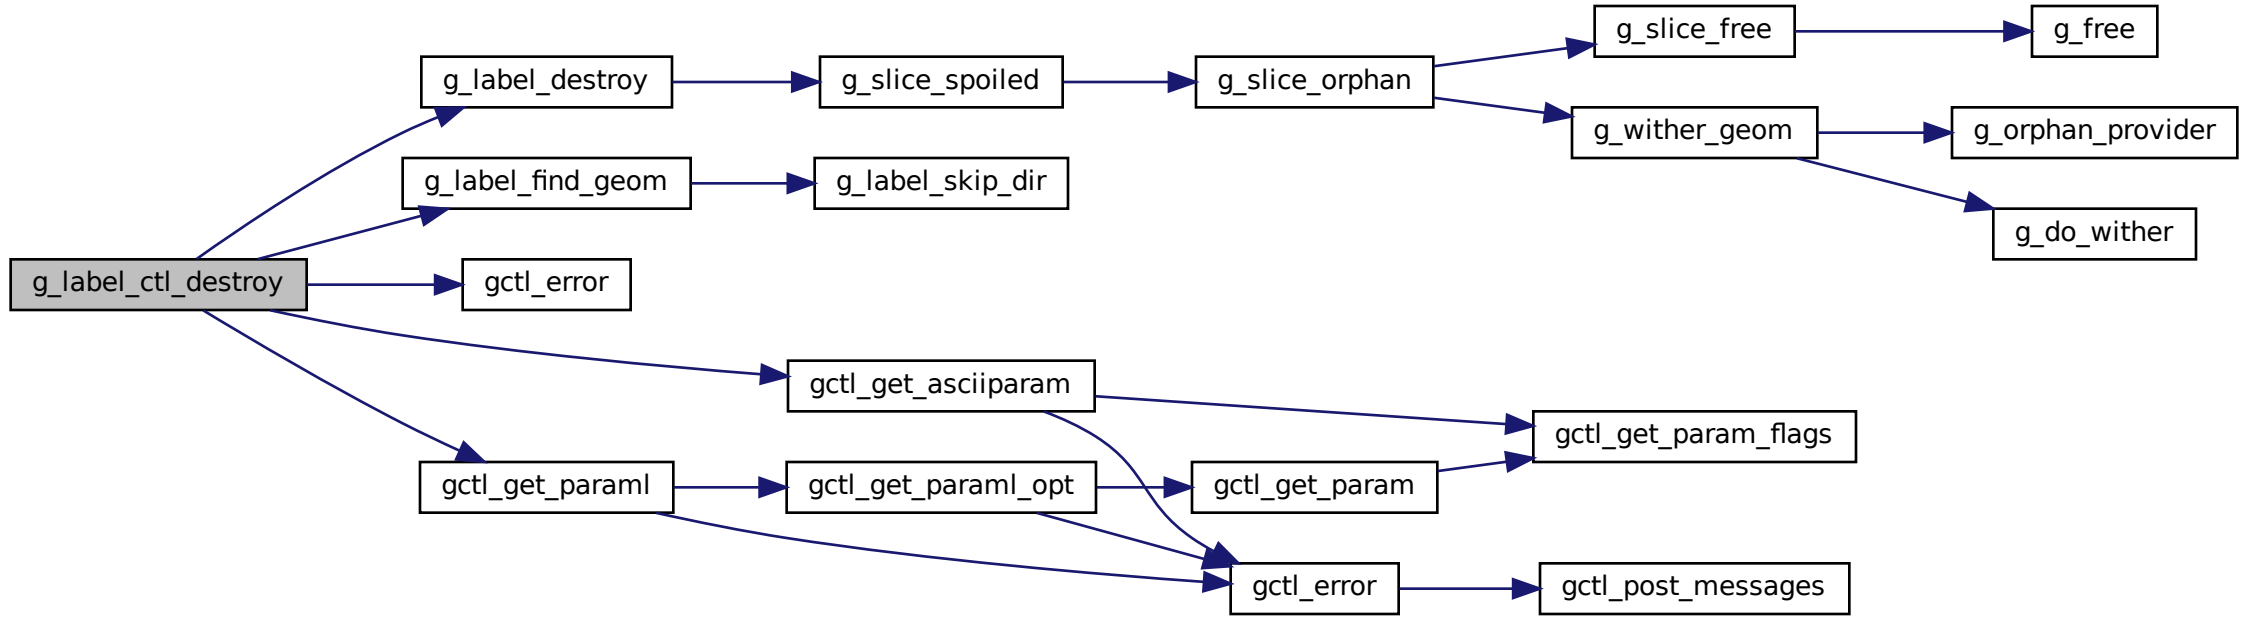 g_slice_free
g_free
g_label_destroy
g_slice_spoiled
g_slice_orphan
g_wither_geom
g_orphan_provider
g_label_find_geom
g_label_skip_dir
g_do_wither
g_label_ctl_destroy
gctl_error
gctl_get_asciiparam
gctl_get_param_flags
gctl_get_paraml
gctl_get_paraml_opt
gctl_get_param
gctl_error
gctl_post_messages